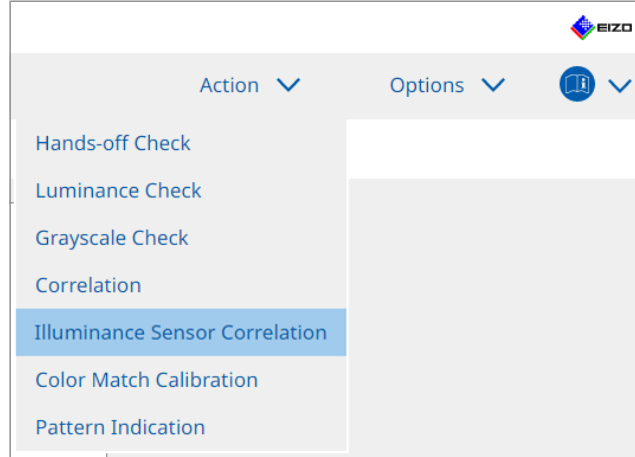 EIZO
Action
Options
Hands-off Check
Luminance Check
Grayscale Check
Correlation
Illuminance Sensor Correlation
Color Match Calibration
Pattern Indication